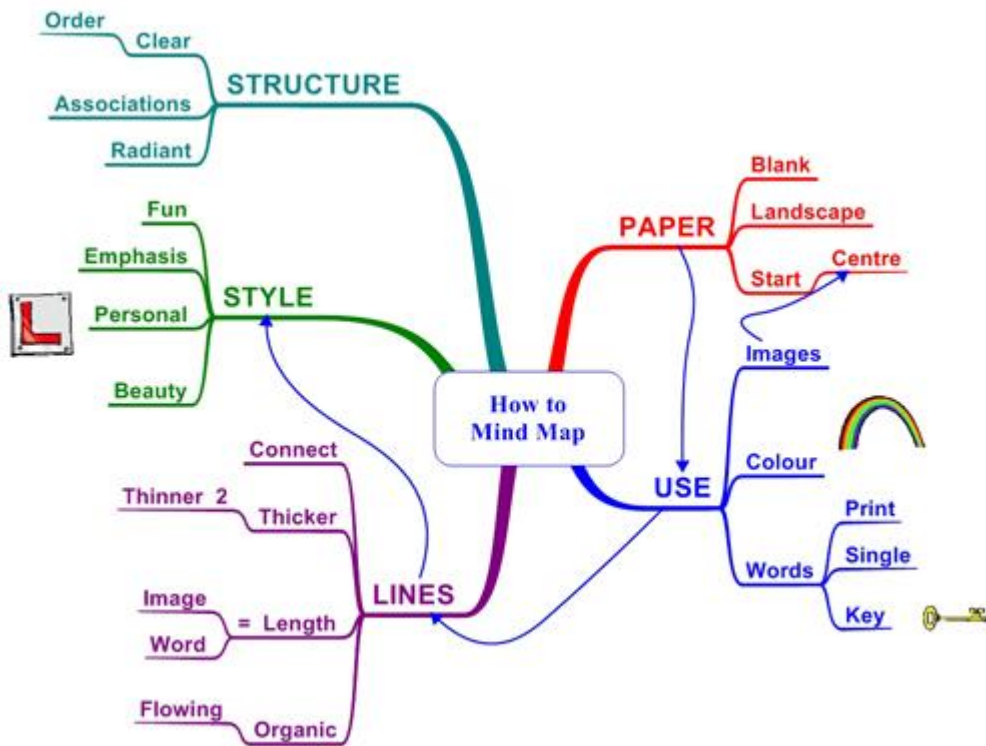 How to
Mind Map
PAPER
Blank
Landscape
Start
Centre
USE
Images
Colour
Words
Print
Single
Key
LINES
Connect
Thicker
Thinner 2
= Length
Image
Word
Organic
Flowing
STYLE
Fun
Emphasis
Personal
Beauty
L
STRUCTURE
Clear
Order
Associations
Radiant